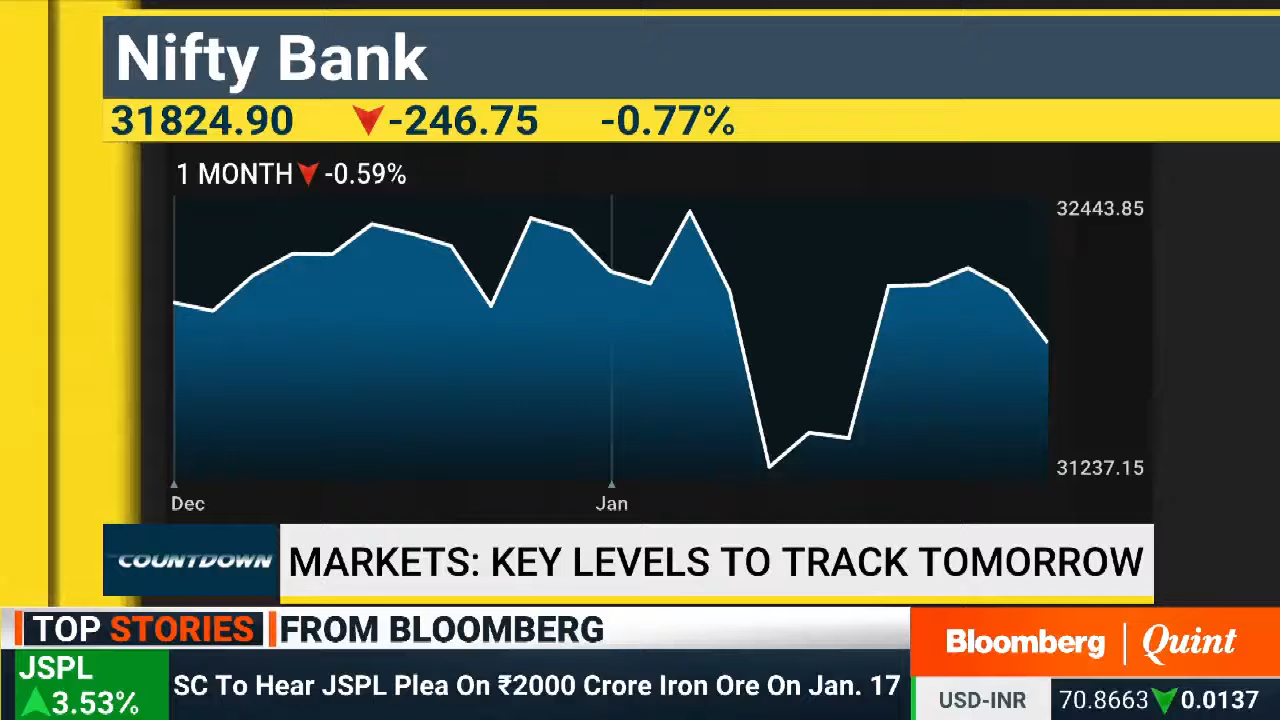 Nifty Bank
31824.90 -246.75 -0.77%
1 MONTH -0.59%
32443.85
31237.15
Dec Jan
COUNTDOWN MARKETS: KEY LEVELS TO TRACK TOMORROW
TOP STORIES FROM BLOOMBERG
Bloomberg | Quint
JSPL
3.53%
SC To Hear JSPL Plea On ₹2000 Crore Iron Ore On Jan. 17
USD-INR 70.8663 0.0137